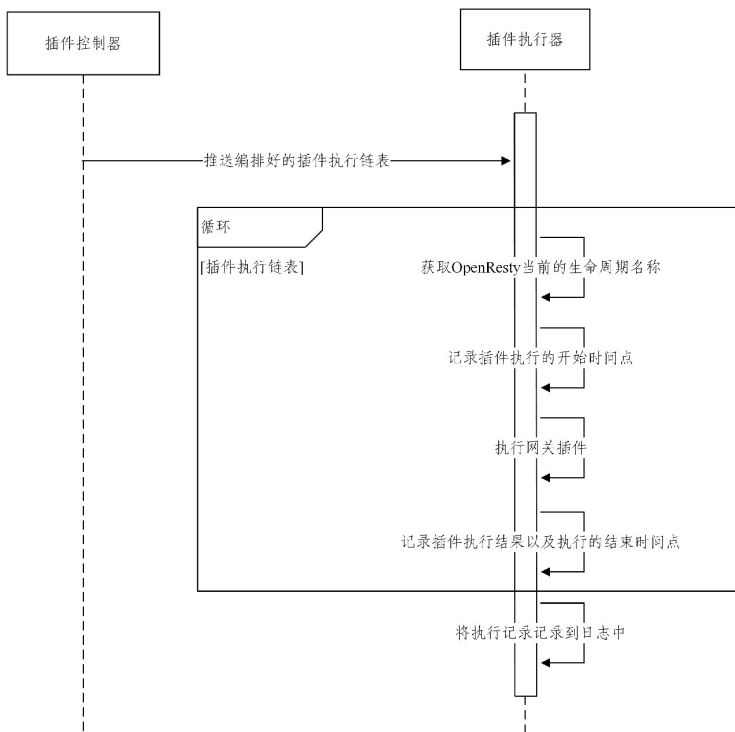 插件控制器
插件执行器
推送编排好的插件执行链表
循环
[插件执行链表]
获取OpenResty当前的生命周期名称
记录插件执行的开始时间点
执行网关插件
记录插件执行结果以及执行的结束时间点
将执行记录记录到日志中